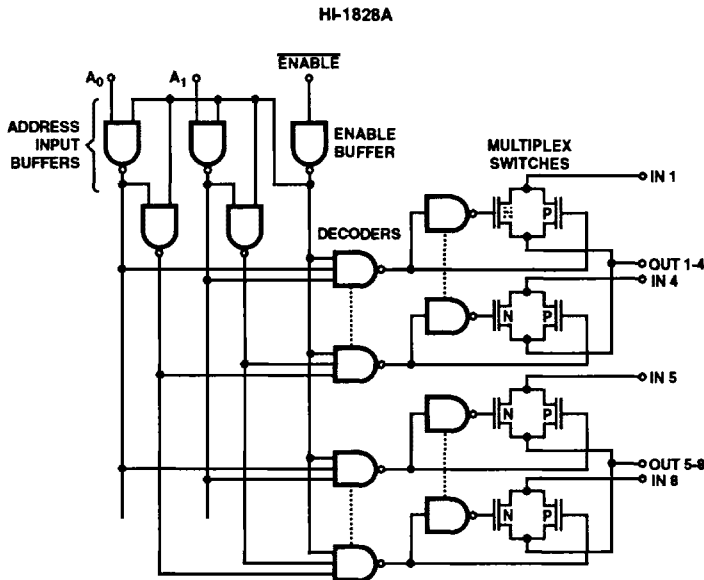 HI-1828A
A0
A1
ENABLE
ADDRESS
INPUT
BUFFERS
ENABLE
BUFFER
MULTIPLEX
SWITCHES
IN 1
P
DECODERS
OUT 1-4
IN 4
N
P
IN 5
N
P
OUT 5-8
IN 8
N
P